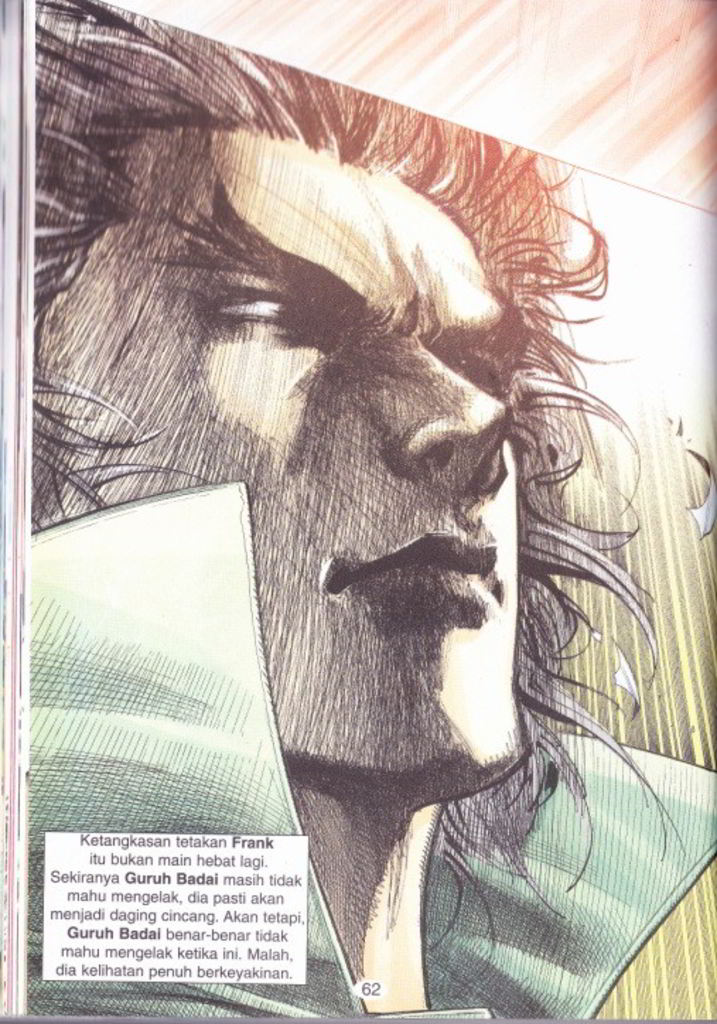 Ketangkasan tetakan Frank
itu bukan main hebat lagi.
Sekiranya Guruh Badai masih tidak
mahu mengelak, dia pasti akan
menjadi daging cincang. Akan tetapi,
Guruh Badai benar-benar tidak
mahu mengelak ketika ini. Malah,
dia kelihatan penuh berkeyakinan.
62